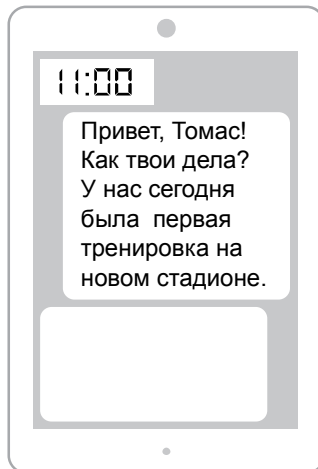 11:00
Привет, Томас!
Как твои дела?
У нас сегодня
была  первая
тренировка на
новом стадионе.